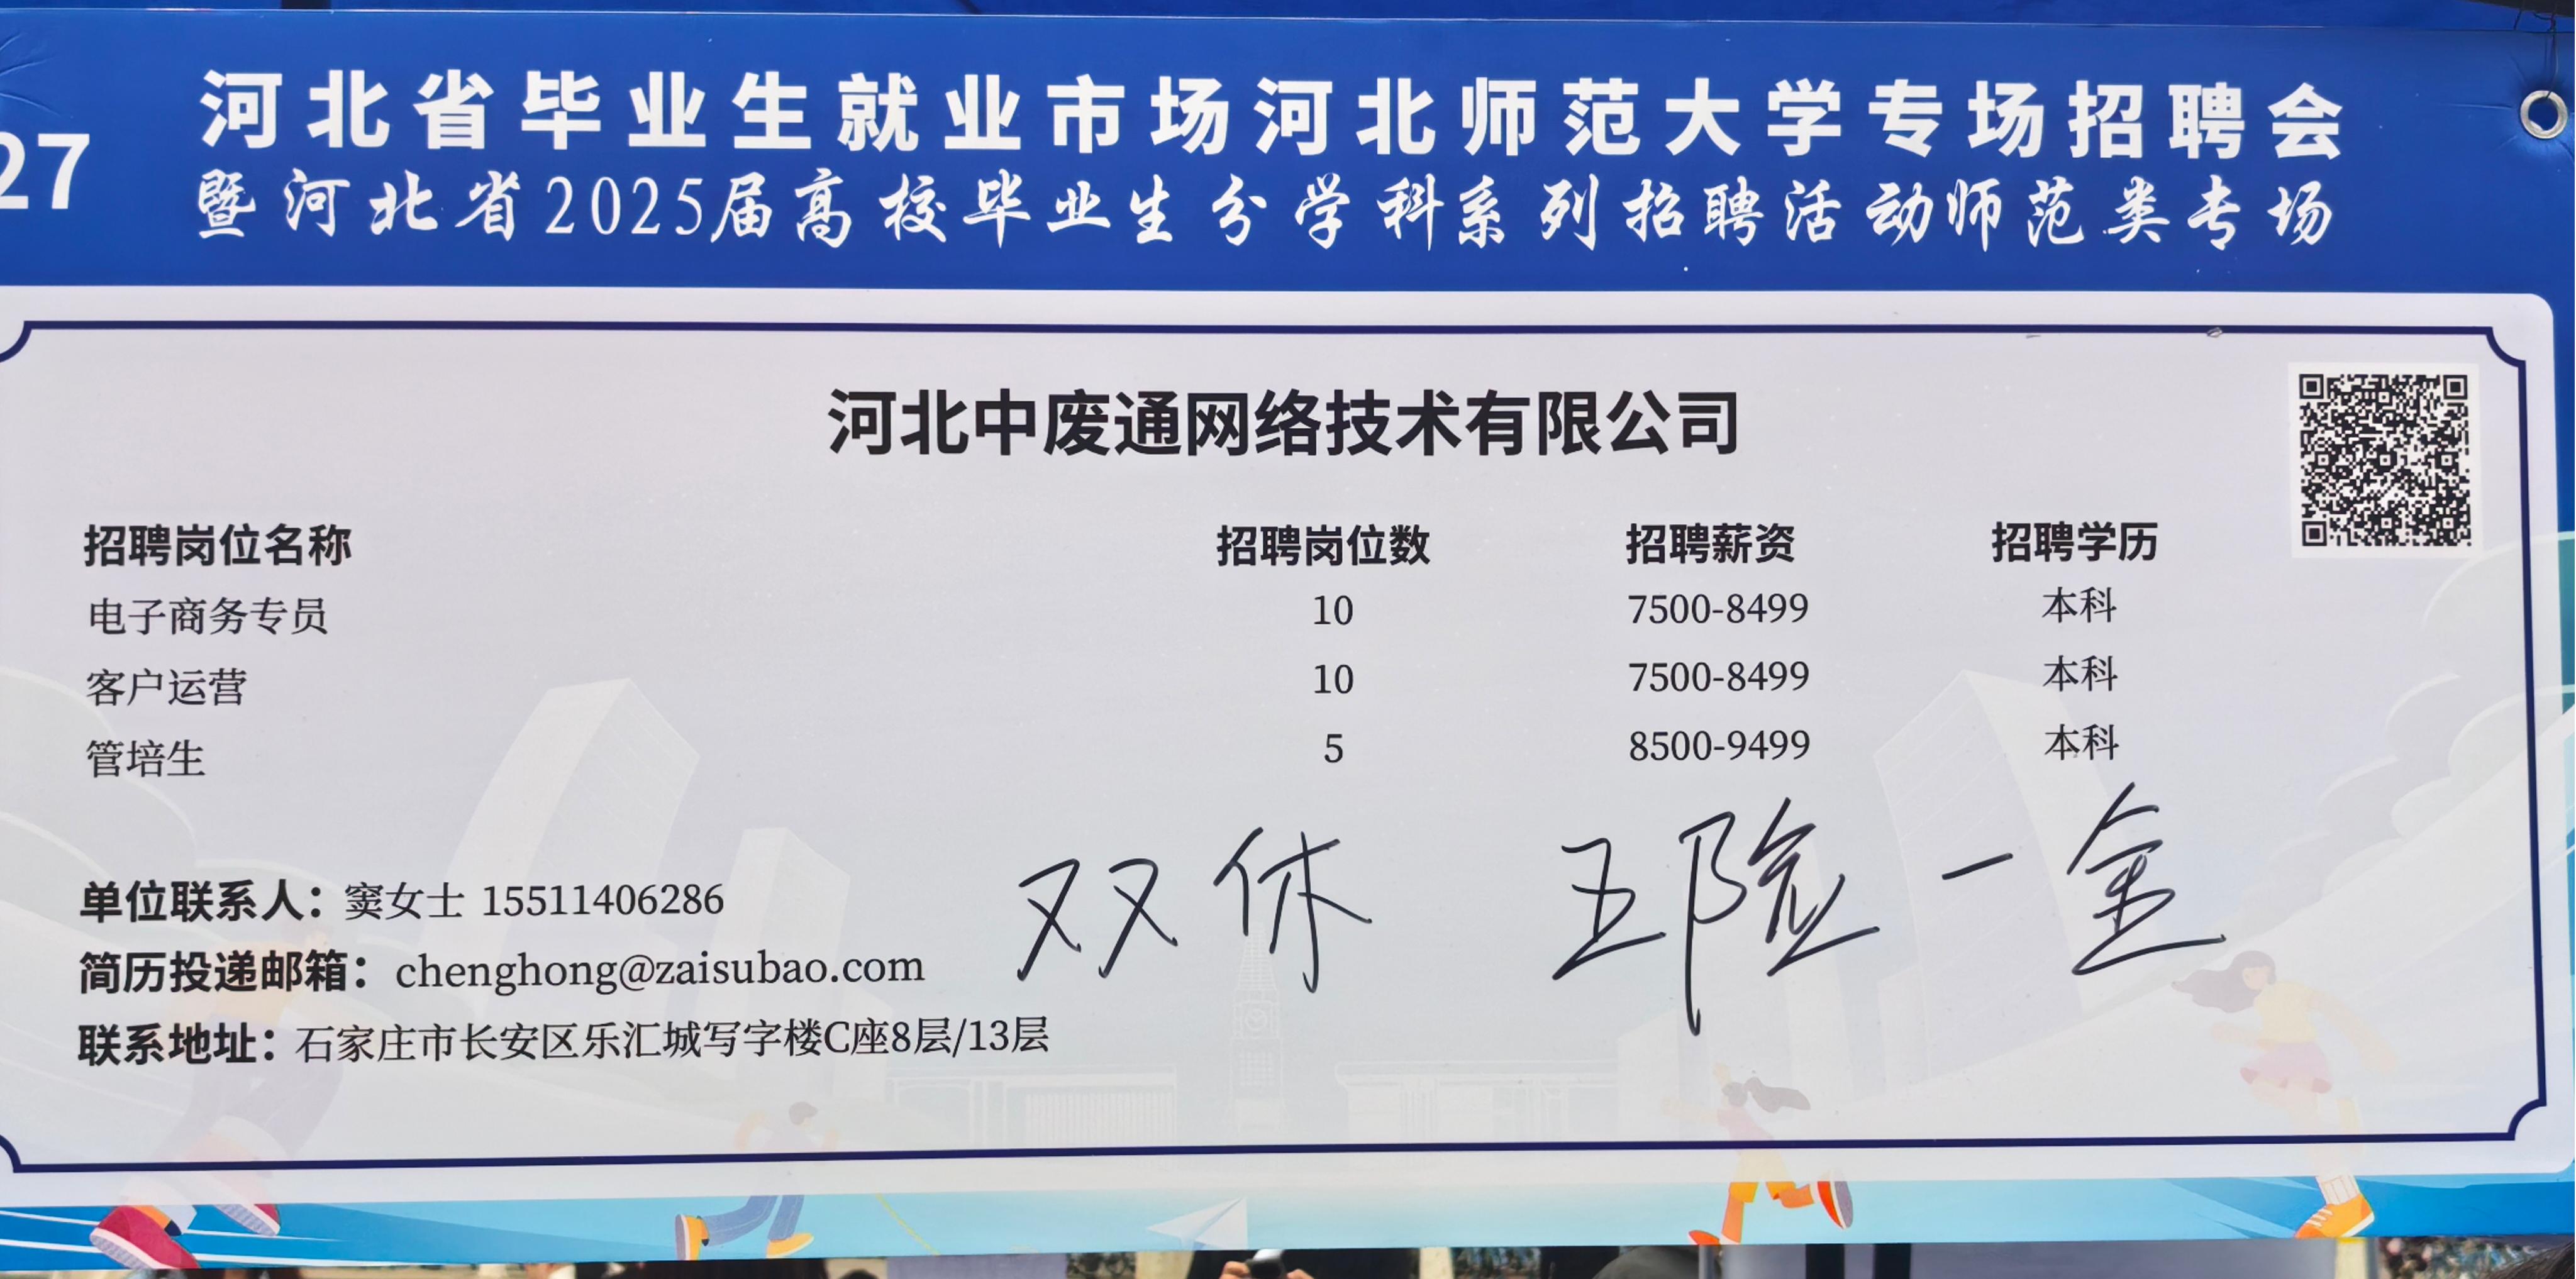 27
河北省毕业生就业市场河北师范大学专场招聘会
暨河北省2025届高校毕业生分学科系列招聘活动师范类专场
河北中废通网络技术有限公司
招聘岗位名称 招聘岗位数 招聘薪资 招聘学历
电子商务专员 10 7500-8499 本科
客户运营 10 7500-8499 本科
管培生 5 8500-9499 本科
双休 五险一金
单位联系人：窦女士 15511406286
简历投递邮箱：chenghong@zaisubao.com
联系地址：石家庄市长安区乐汇城写字楼C座8层/13层